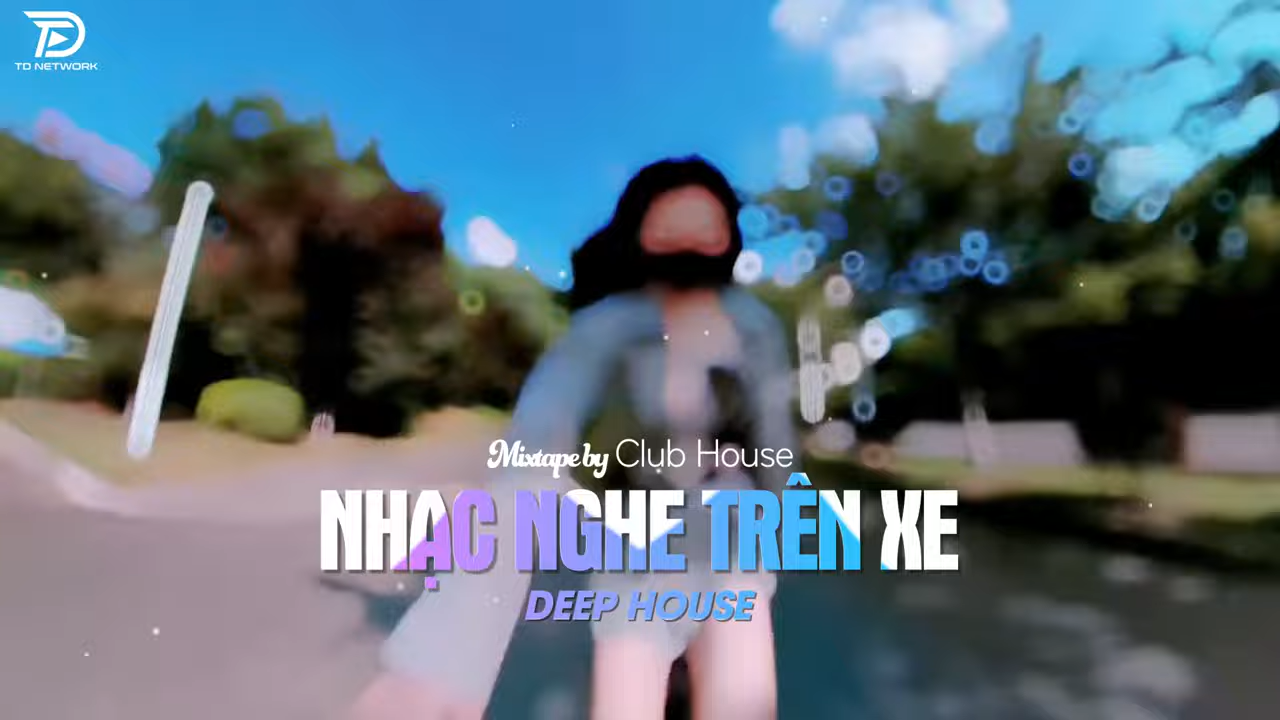 TD NETWORK
Mixtape by Club House
NHẠC NGHE TRÊN XE
DEEP HOUSE